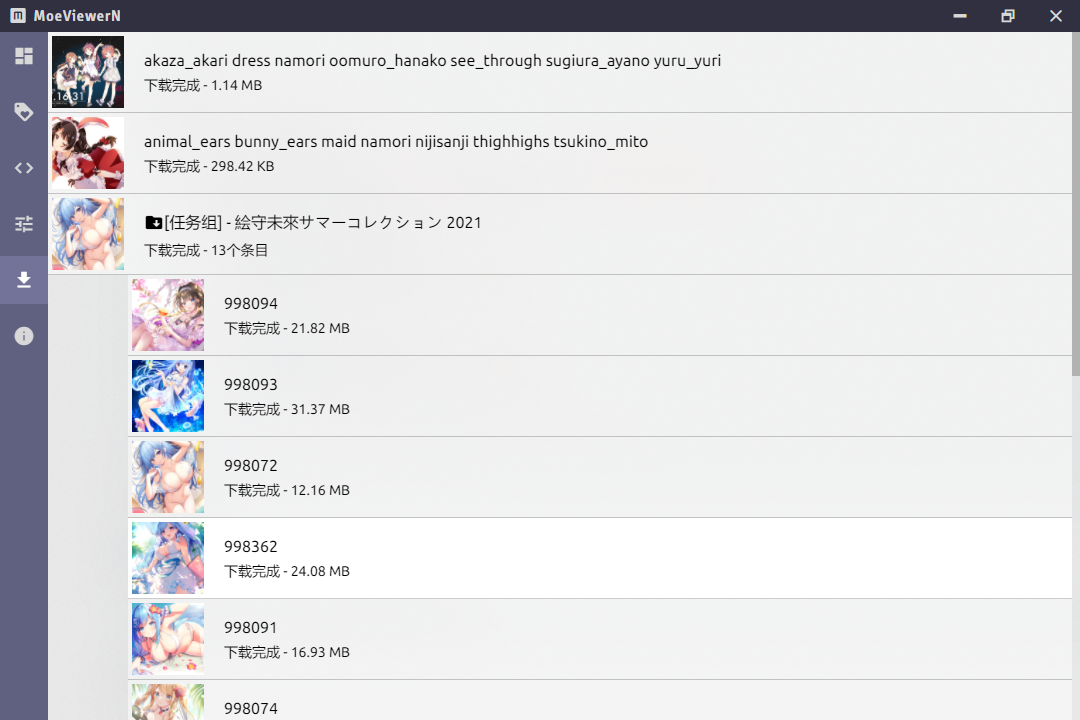 MoeViewerN
akaza_akari dress namori oomuro_hanako see_through sugiura_ayano yuru_yuri
下载完成 - 1.14 MB
16:31
animal_ears bunny_ears maid namori nijisanji thighhighs tsukino_mito
下载完成 - 298.42 KB
[任务组] - 絵守未來サマーコレクション 2021
下载完成 - 13个条目
998094
下载完成 - 21.82 MB
998093
下载完成 - 31.37 MB
998072
下载完成 - 12.16 MB
998362
下载完成 - 24.08 MB
998091
下载完成 - 16.93 MB
998074